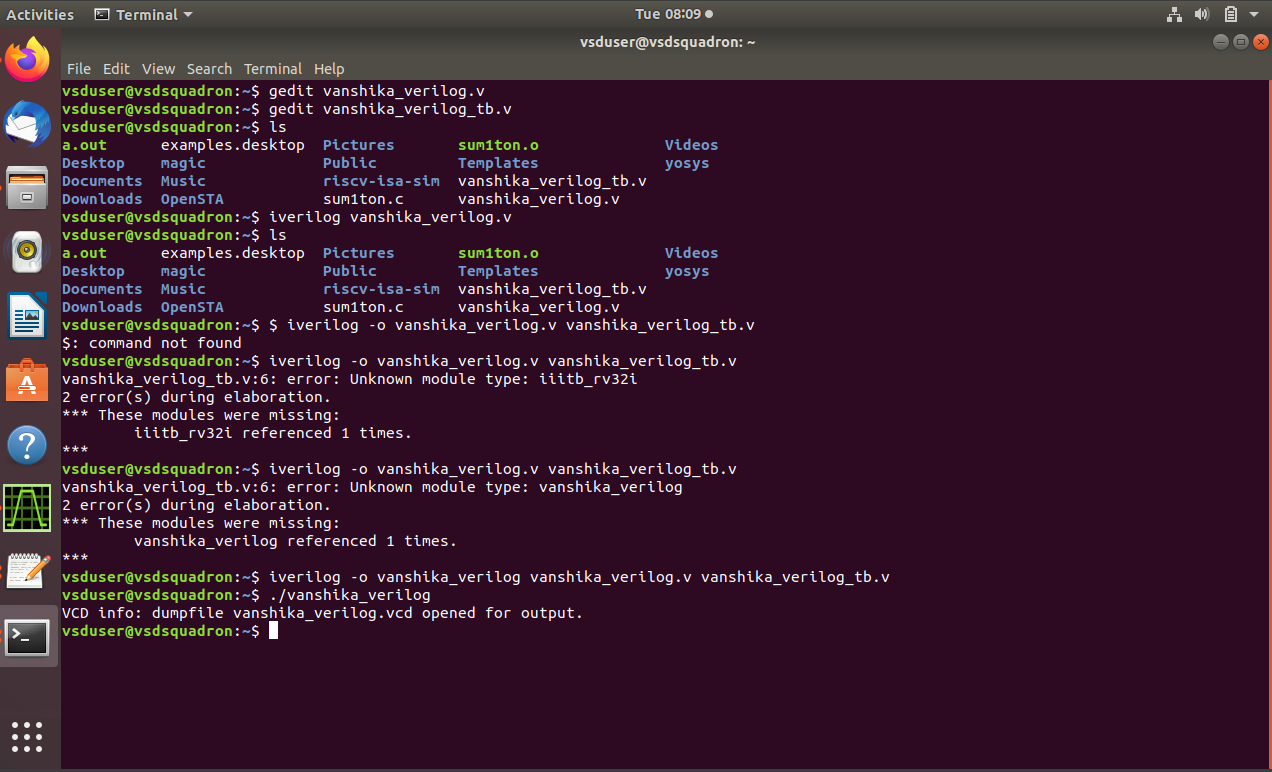 Activities Terminal Tue 08:09
vsduser@vsdsquadron: ~
File Edit View Search Terminal Help
vsduser@vsdsquadron:~$ gedit vanshika_verilog.v
vsduser@vsdsquadron:~$ gedit vanshika_verilog_tb.v
vsduser@vsdsquadron:~$ ls
a.out examples.desktop Pictures sum1ton.o Videos
Desktop magic Public Templates yosys
Documents Music riscv-isa-sim vanshika_verilog_tb.v
Downloads OpenSTA sum1ton.c vanshika_verilog.v
vsduser@vsdsquadron:~$ iverilog vanshika_verilog.v
vsduser@vsdsquadron:~$ ls
a.out examples.desktop Pictures sum1ton.o Videos
Desktop magic Public Templates yosys
Documents Music riscv-isa-sim vanshika_verilog_tb.v
Downloads OpenSTA sum1ton.c vanshika_verilog.v
vsduser@vsdsquadron:~$ $ iverilog -o vanshika_verilog.v vanshika_verilog_tb.v
$: command not found
vsduser@vsdsquadron:~$ iverilog -o vanshika_verilog.v vanshika_verilog_tb.v
vanshika_verilog_tb.v:6: error: Unknown module type: iiitb_rv32i
2 error(s) during elaboration.
*** These modules were missing:
iiitb_rv32i referenced 1 times.
***
vsduser@vsdsquadron:~$ iverilog -o vanshika_verilog.v vanshika_verilog_tb.v
vanshika_verilog_tb.v:6: error: Unknown module type: vanshika_verilog
2 error(s) during elaboration.
*** These modules were missing:
vanshika_verilog referenced 1 times.
***
vsduser@vsdsquadron:~$ iverilog -o vanshika_verilog vanshika_verilog.v vanshika_verilog_tb.v
vsduser@vsdsquadron:~$ ./vanshika_verilog
VCD info: dumpfile vanshika_verilog.vcd opened for output.
vsduser@vsdsquadron:~$